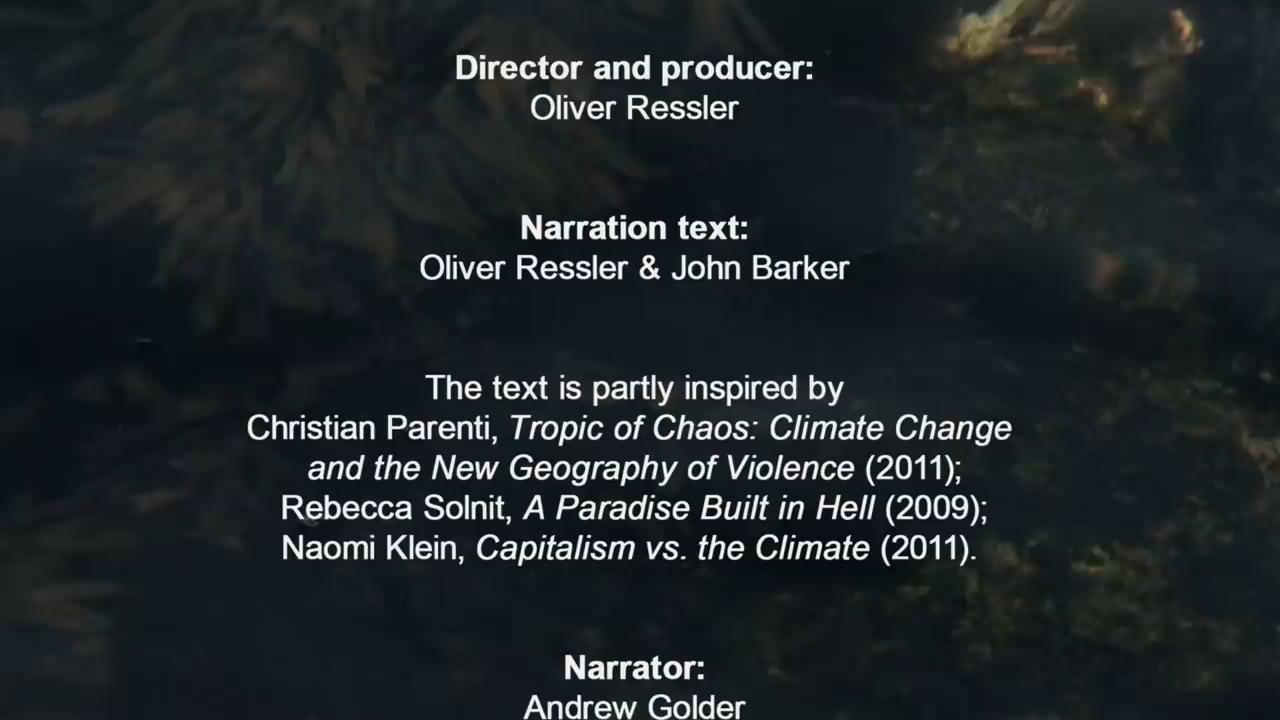 Director and producer:
Oliver Ressler
Narration text:
Oliver Ressler & John Barker
The text is partly inspired by
Christian Parenti, Tropic of Chaos: Climate Change
and the New Geography of Violence (2011);
Rebecca Solnit, A Paradise Built in Hell (2009);
Naomi Klein, Capitalism vs. the Climate (2011).
Narrator:
Andrew Golder